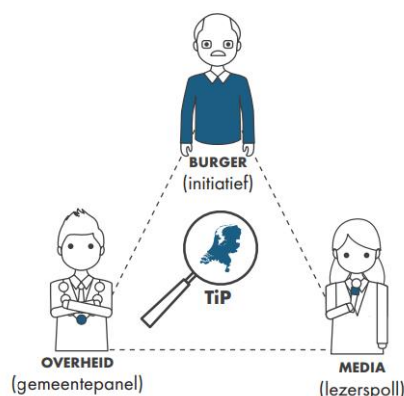 BURGER
(initiatief)
TiP
OVERHEID
(gemeentepanel)
MEDIA
(lezerspoll)